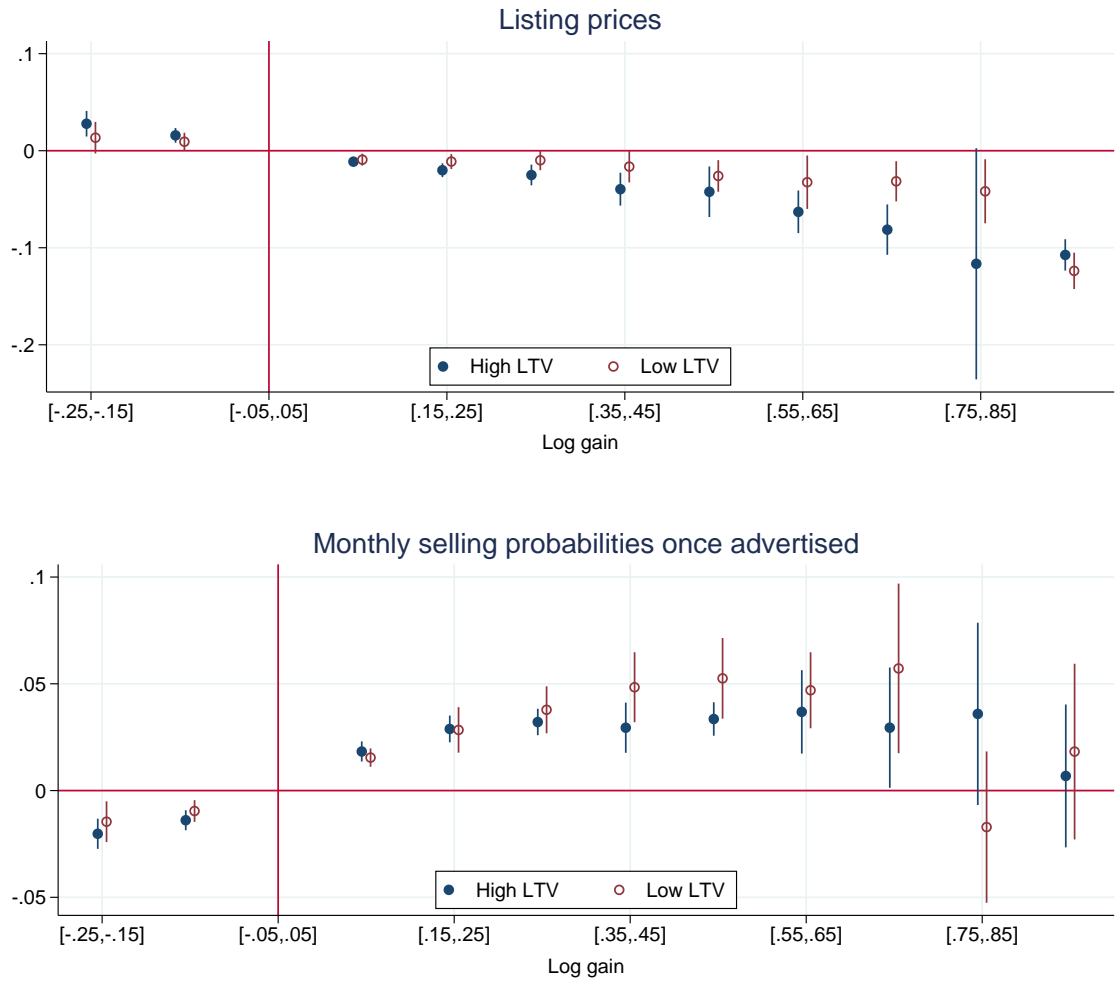 Listing prices
.1
0
-.1
-.2
High LTV Low LTV
[-.25,-.15] [-.05,.05] [.15,.25] [.35,.45] [.55,.65] [.75,.85]
Log gain
Monthly selling probabilities once advertised
.1
.05
0
-.05
High LTV Low LTV
[-.25,-.15] [-.05,.05] [.15,.25] [.35,.45] [.55,.65] [.75,.85]
Log gain